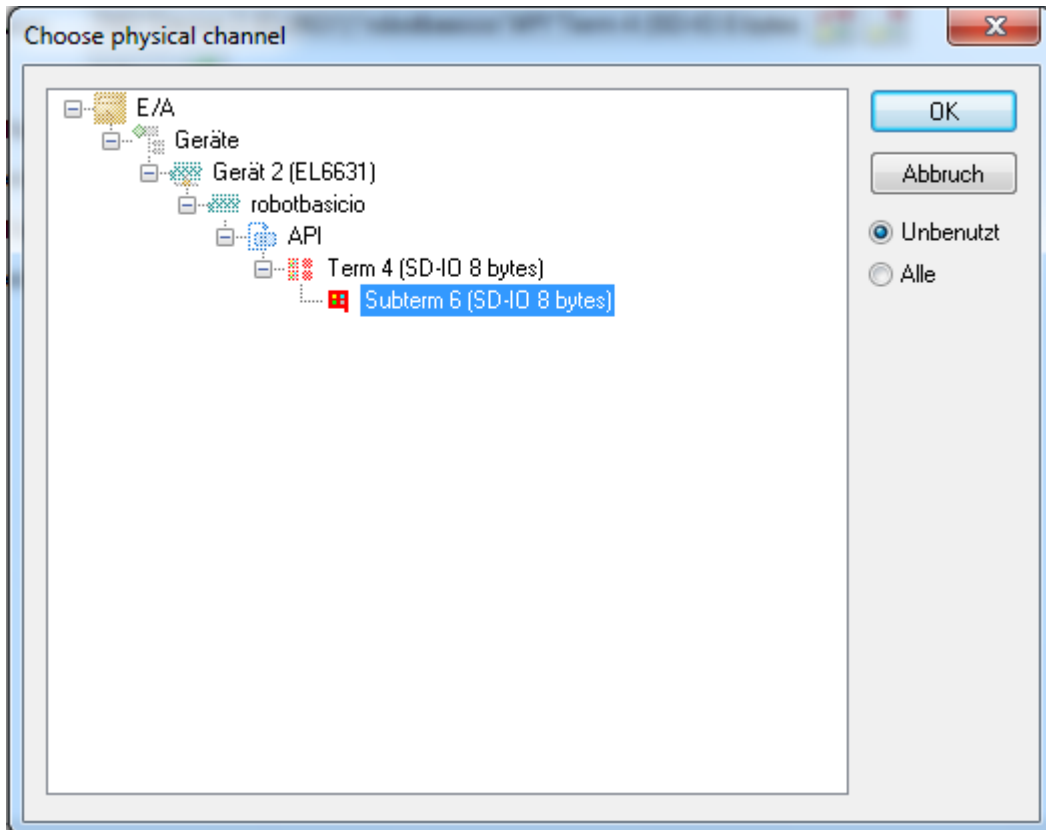 Choose physical channel
E/A
Geräte
Gerät 2 (EL6631)
robotbasicio
API
Term 4 (SD-IO 8 bytes)
Subterm 6 (SD-IO 8 bytes)
OK
Abbruch
Unbenutzt
Alle